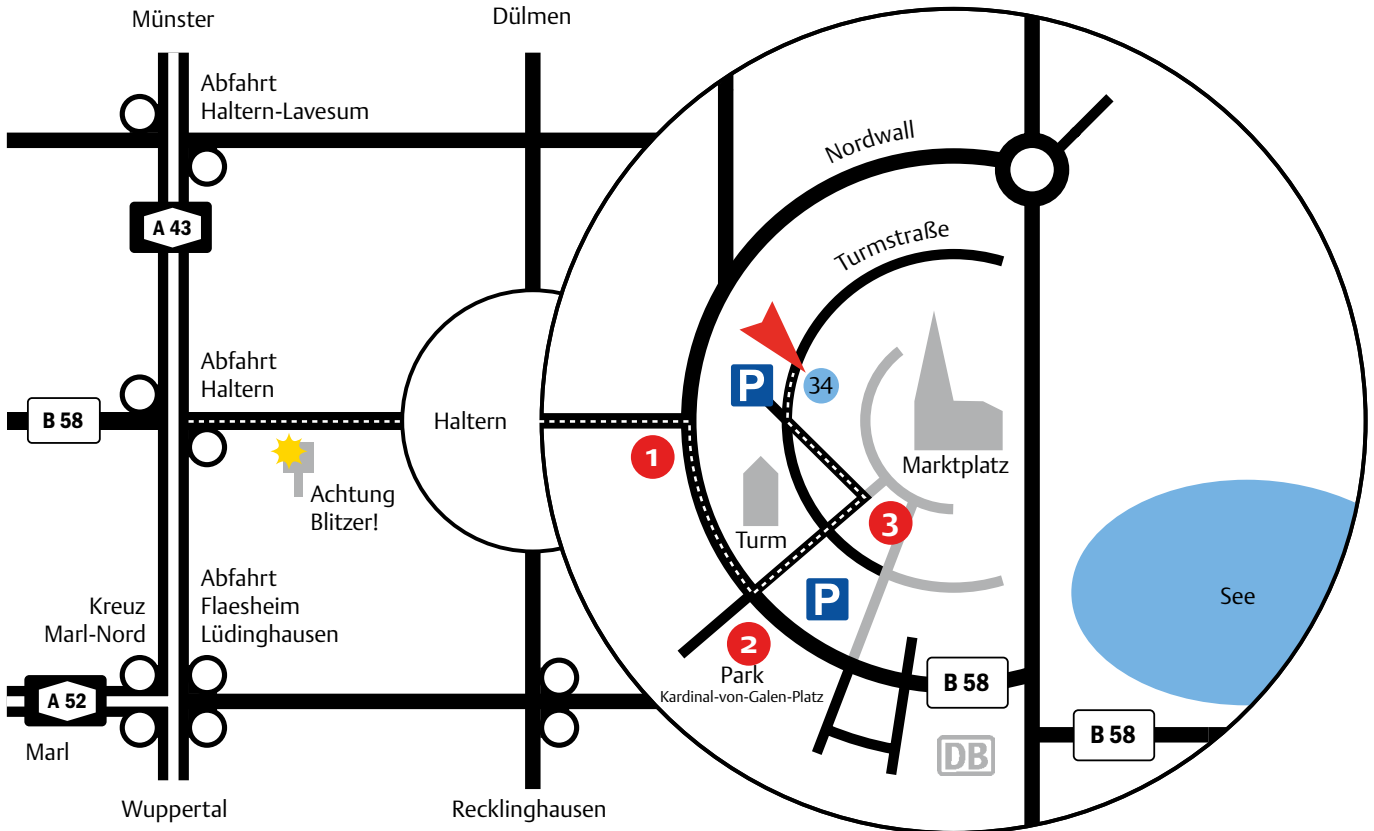 Münster
Dülmen
Abfahrt
Haltern-Lavesum
Nordwall
A 43
Turmstraße
Abfahrt
Haltern
P
34
B 58
Haltern
1
Marktplatz
Achtung
Blitzer!
3
Turm
Abfahrt
Flaesheim
Lüdinghausen
Kreuz
Marl-Nord
P
See
2
Park
Kardinal-von-Galen-Platz
B 58
A 52
B 58
Marl
DB
Wuppertal
Recklinghausen